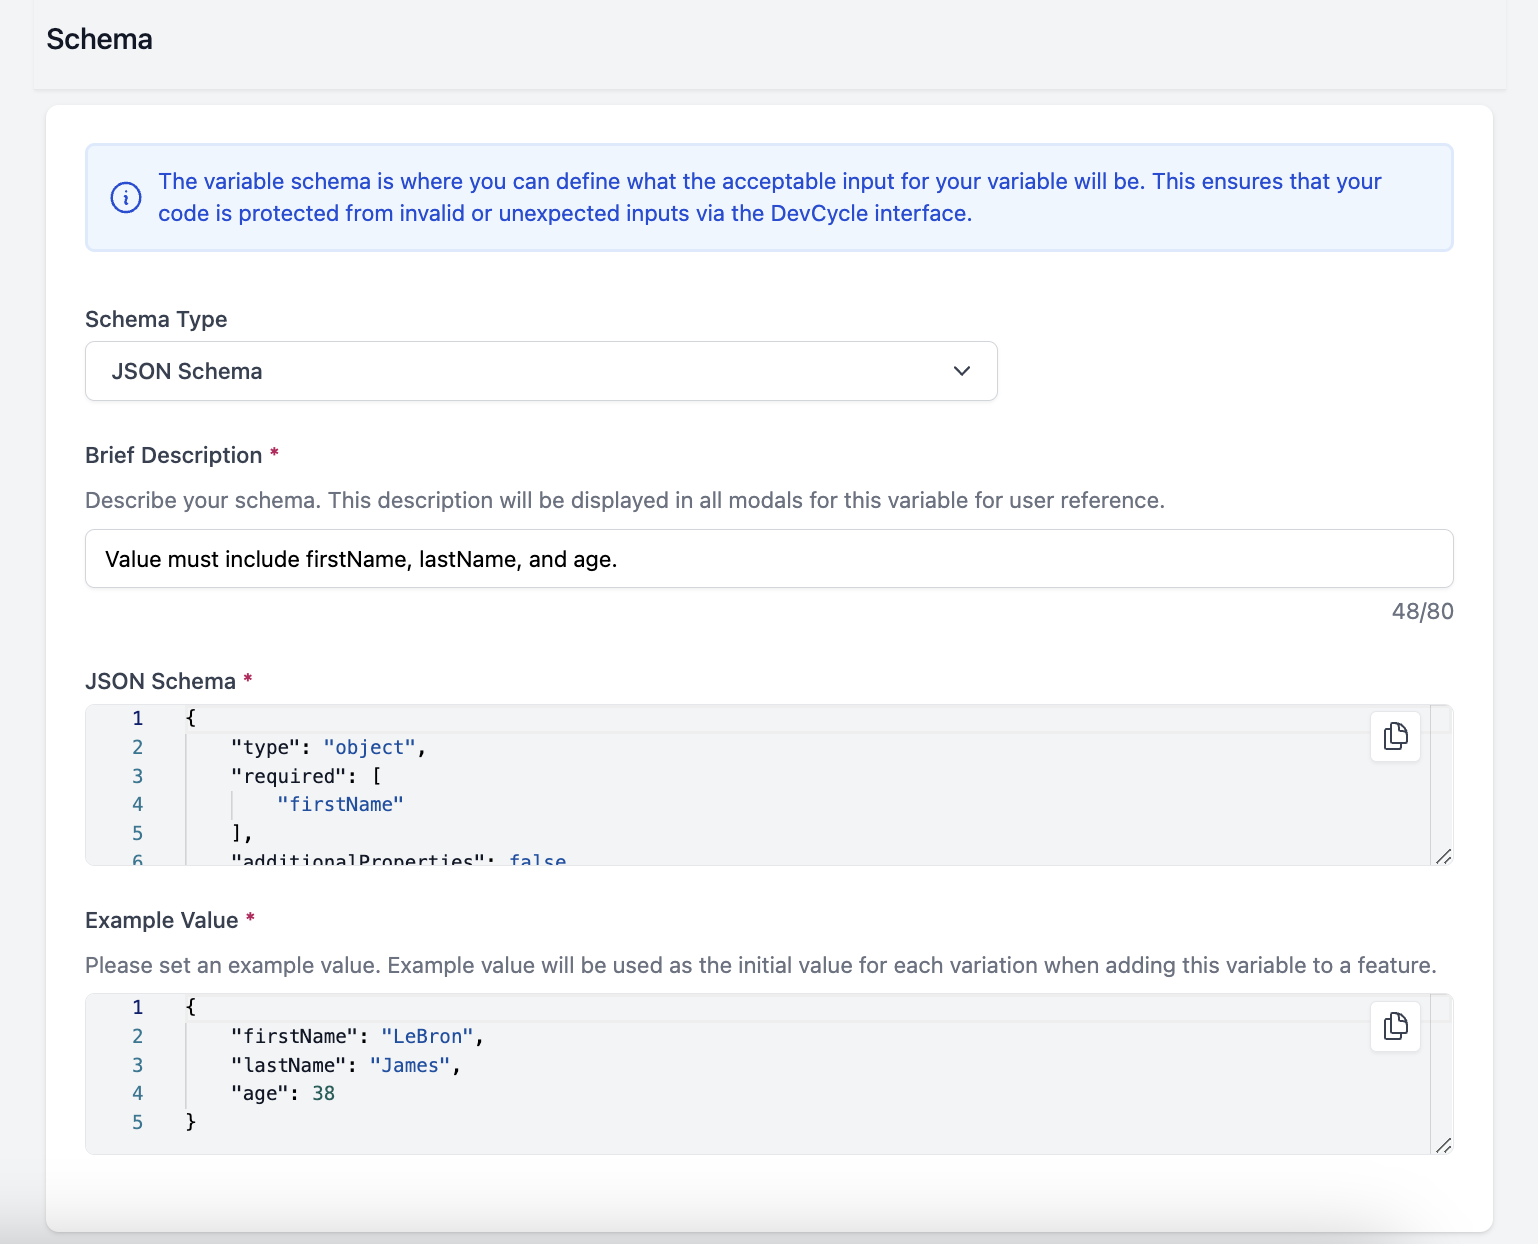 Schema
The variable schema is where you can define what the acceptable input for your variable will be. This ensures that your
code is protected from invalid or unexpected inputs via the DevCycle interface.
Schema Type
JSON Schema
Brief Description *
Describe your schema. This description will be displayed in all modals for this variable for user reference.
Value must include firstName, lastName, and age.
48/80
JSON Schema *
1 {
2 "type": "object",
3 "required": [
4 "firstName"
5 ],
6 "additionalProperties": false
Example Value *
Please set an example value. Example value will be used as the initial value for each variation when adding this variable to a feature.
1 {
2 "firstName": "LeBron",
3 "lastName": "James",
4 "age": 38
5 }